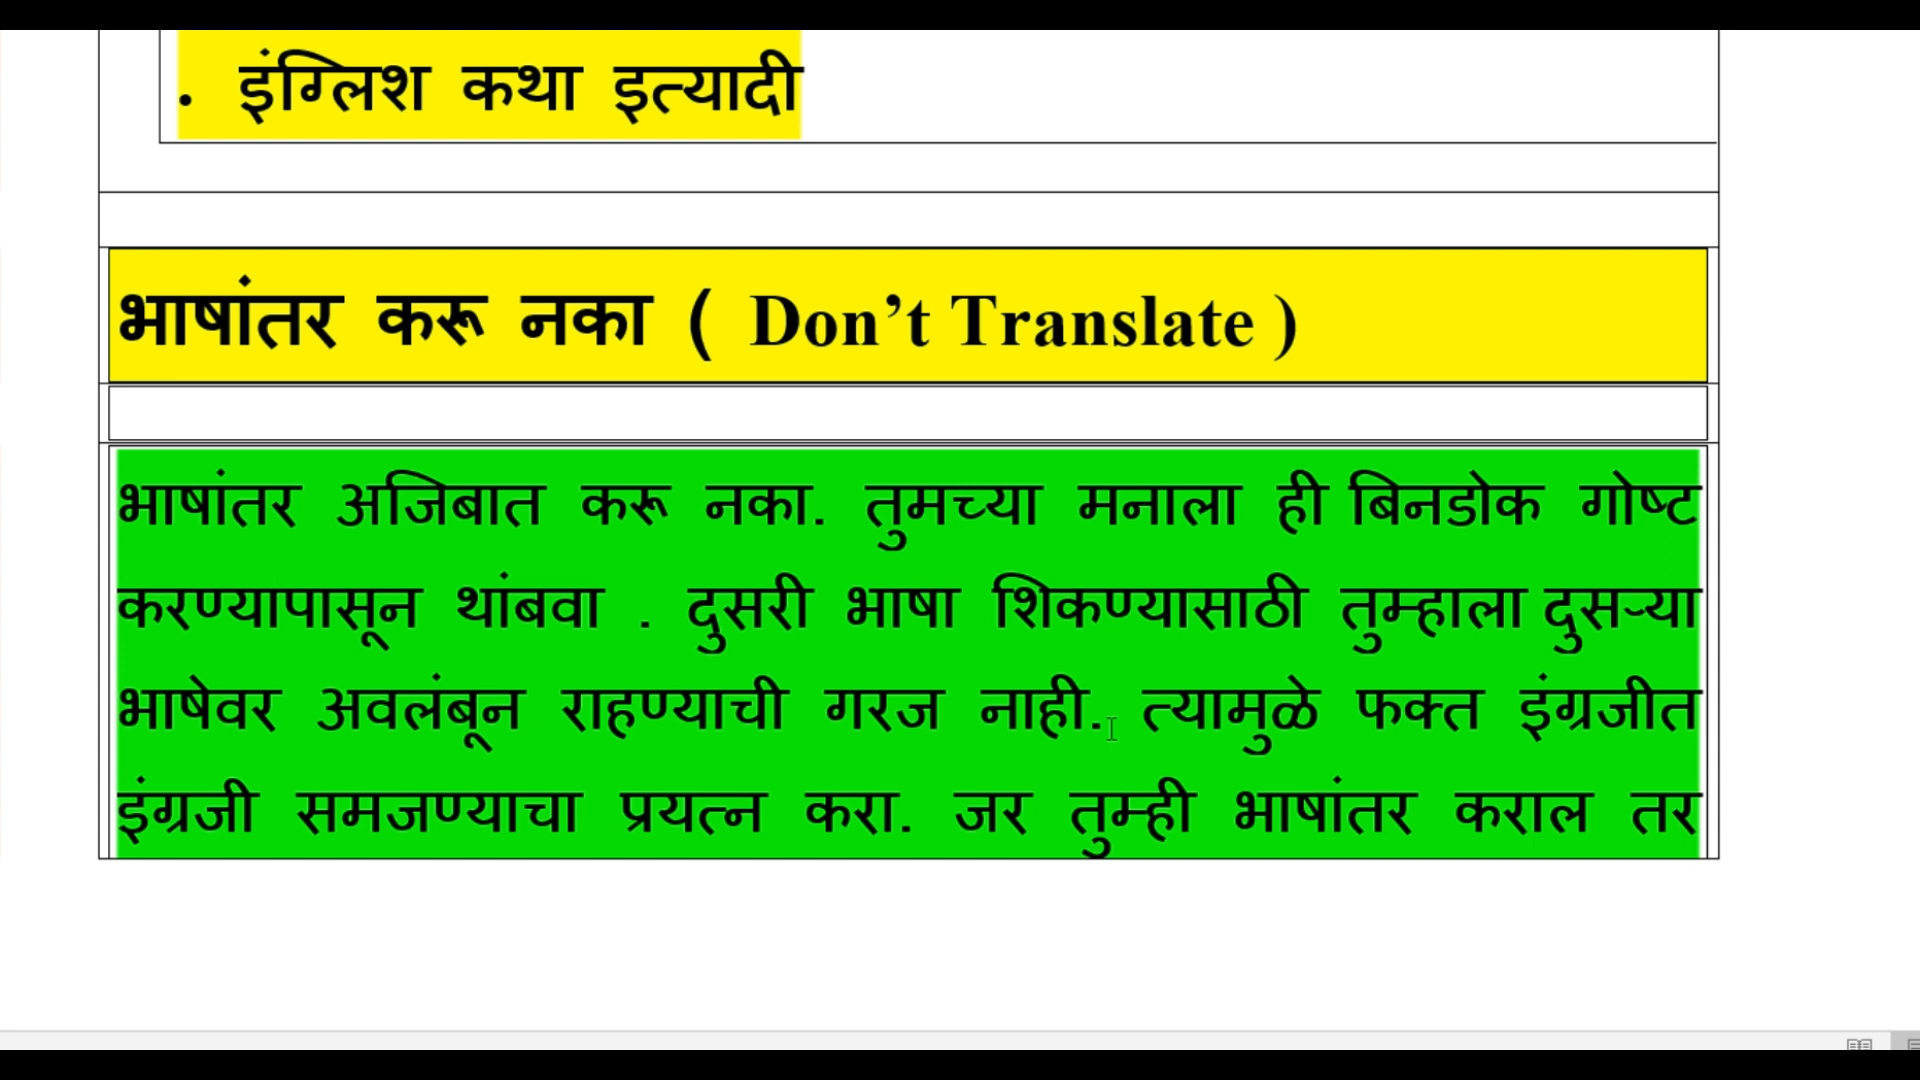 . इंग्लिश कथा इत्यादी
भाषांतर करू नका ( Don’t Translate )
भाषांतर अजिबात करू नका. तुमच्या मनाला ही बिनडोक गोष्ट
करण्यापासून थांबवा . दुसरी भाषा शिकण्यासाठी तुम्हाला दुसऱ्या
भाषेवर अवलंबून राहण्याची गरज नाही. त्यामुळे फक्त इंग्रजीत
इंग्रजी समजण्याचा प्रयत्न करा. जर तुम्ही भाषांतर कराल तर